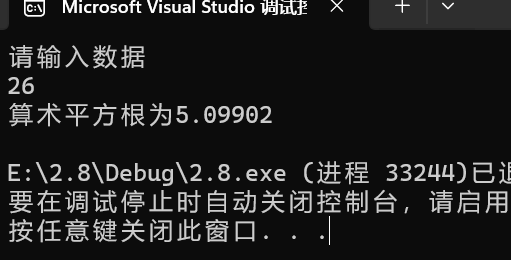 Microsoft Visual Studio 调试
请输入数据
26
算术平方根为5.09902
E:\2.8\Debug\2.8.exe (进程 33244)已
要在调试停止时自动关闭控制台，请启用
按任意键关闭此窗口. . .